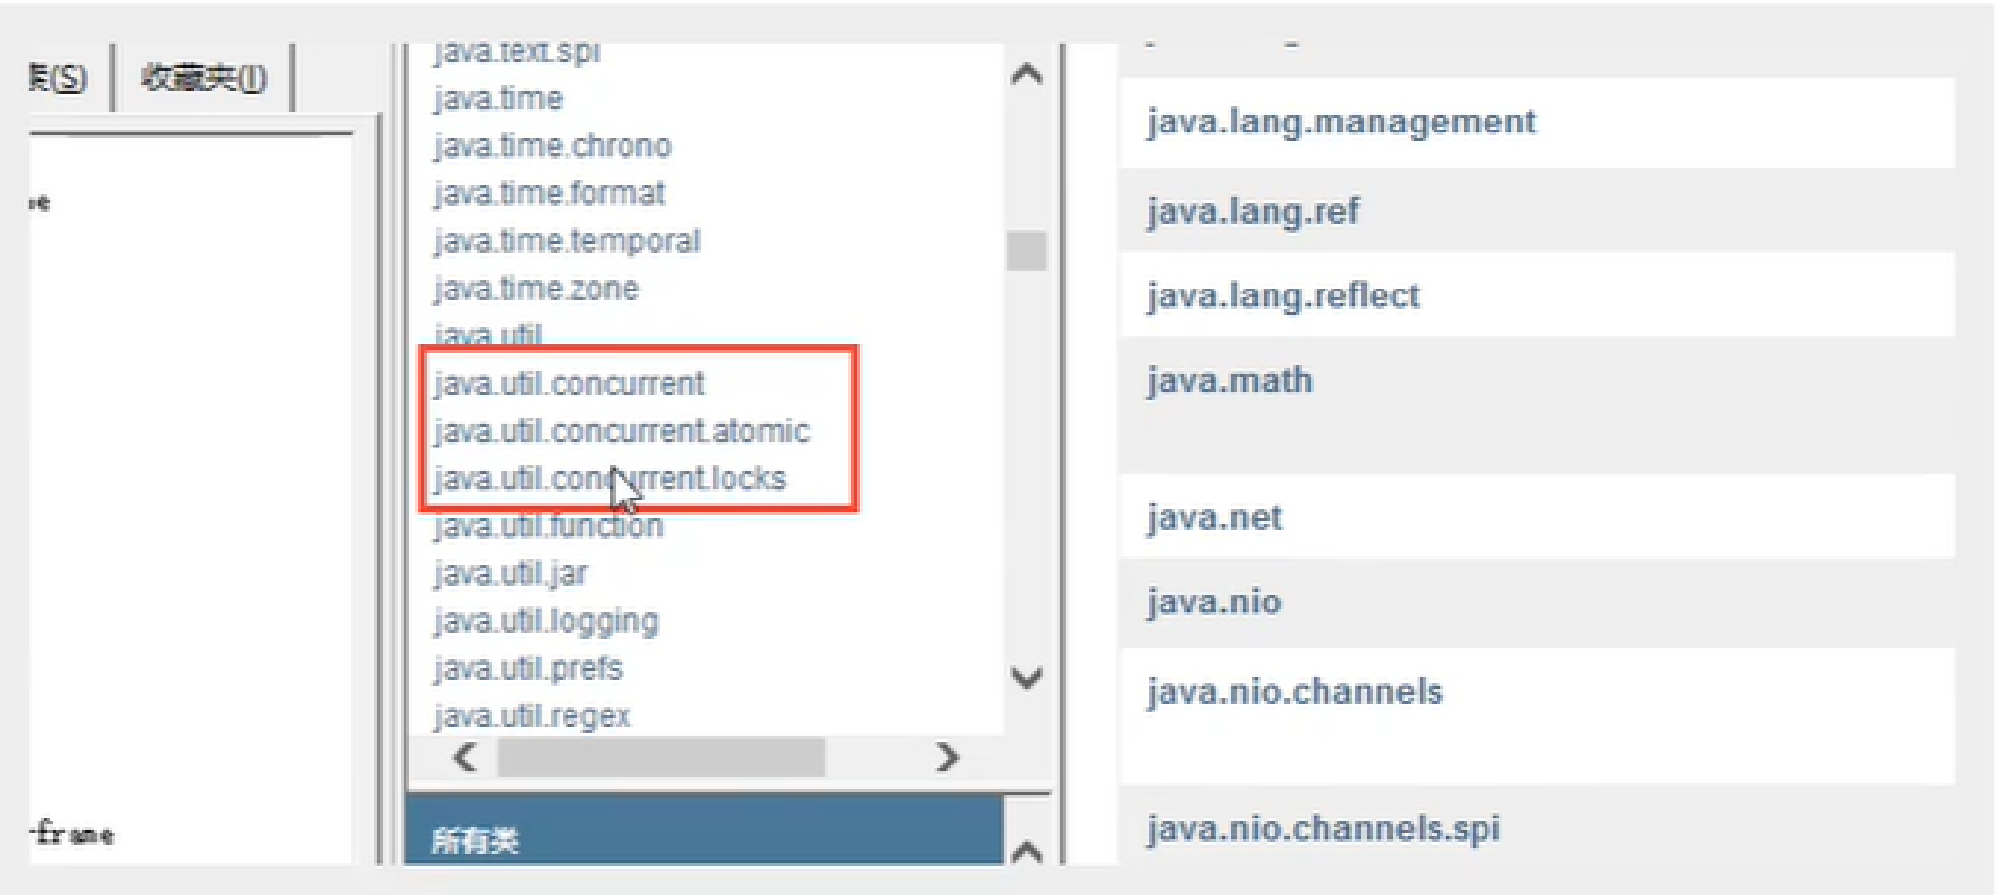 (S)
收藏夹(I)
java.text.spi
java.time
java.time.chrono
java.time.format
java.time.temporal
java.time.zone
java.util
java.util.concurrent
java.util.concurrent.atomic
java.util.concurrent.locks
java.util.function
java.util.jar
java.util.logging
java.util.prefs
java.util.regex
所有类
java.lang.management
java.lang.ref
java.lang.reflect
java.math
java.net
java.nio
java.nio.channels
java.nio.channels.spi